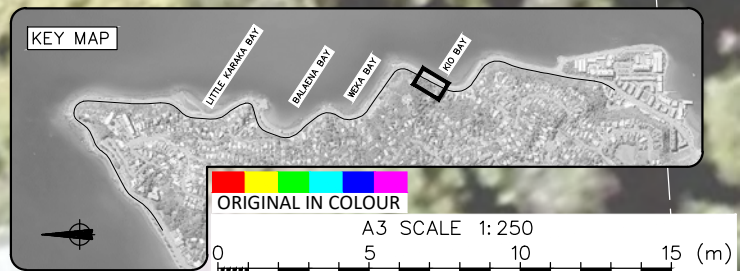 KEY MAP
LITTLE KARAKA BAY
BALAENA BAY
WEKA BAY
KIO BAY
ORIGINAL IN COLOUR
A3 SCALE 1:250
0 5 10 15 (m)